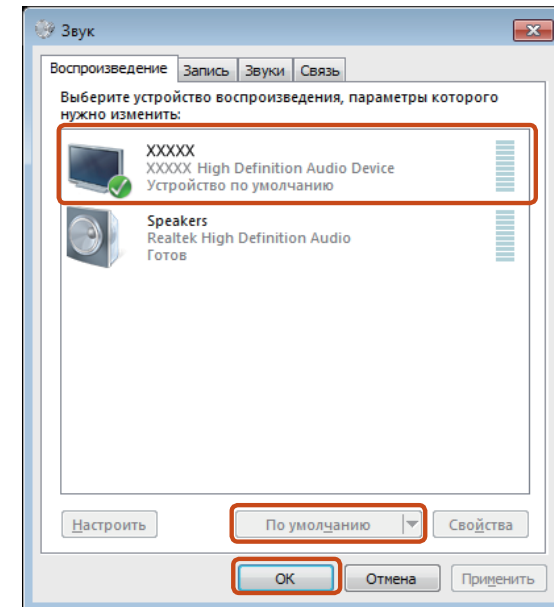 Звук
Воспроизведение Запись Звуки Связь
Выберите устройство воспроизведения, параметры которого
нужно изменить:
XXXXX
XXXXX High Definition Audio Device
Устройство по умолчанию
Speakers
Realtek High Definition Audio
Готов
Настроить По умолчанию Свойства
ОК Отмена Применить